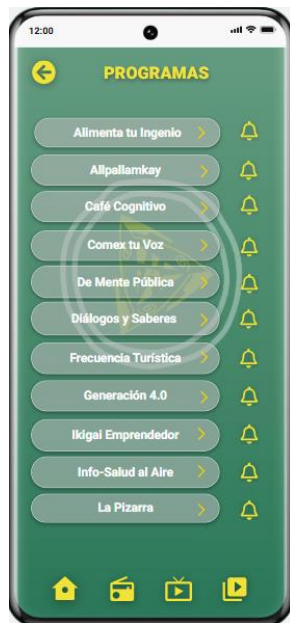 12:00
PROGRAMAS
Alimenta tu Ingenio
Allpallamkay
Café Cognitivo
Comex tu Voz
De Mente Pública
Diálogos y Saberes
Frecuencia Turística
Generación 4.0
Ikigai Emprendedor
Info-Salud al Aire
La Pizarra